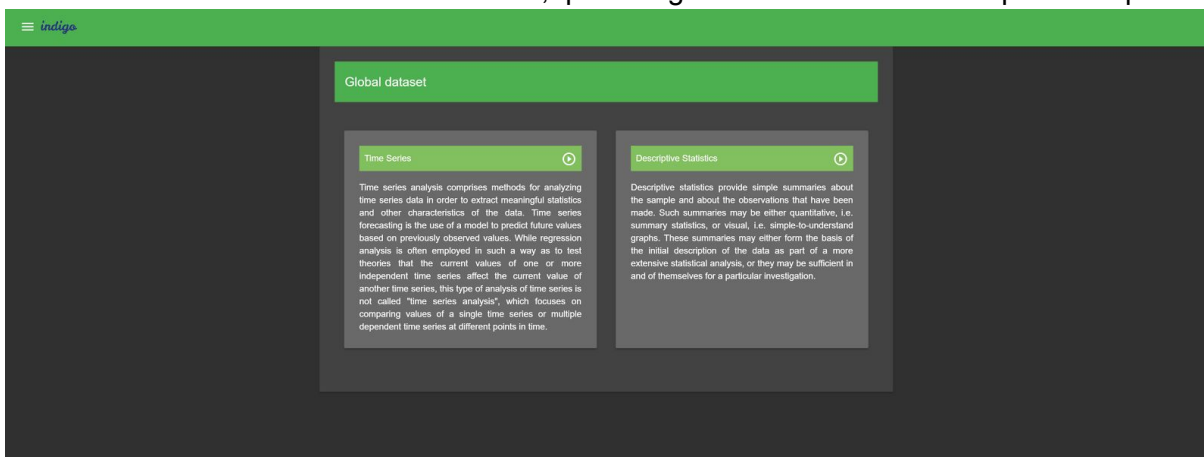 indigo
Global dataset
Time Series
Time series analysis comprises methods for analyzing
time series data in order to extract meaningful statistics
and other characteristics of the data. Time series
forecasting is the use of a model to predict future values
based on previously observed values. While regression
analysis is often employed in such a way as to test
theories that the current values of one or more
independent time series affect the current value of
another time series, this type of analysis of time series is
not called "time series analysis", which focuses on
comparing values of a single time series or multiple
dependent time series at different points in time.
Descriptive Statistics
Descriptive statistics provide simple summaries about
the sample and about the observations that have been
made. Such summaries may be either quantitative, i.e.
summary statistics, or visual, i.e. simple-to-understand
graphs. These summaries may either form the basis of
the initial description of the data as part of a more
extensive statistical analysis, or they may be sufficient in
and of themselves for a particular investigation.